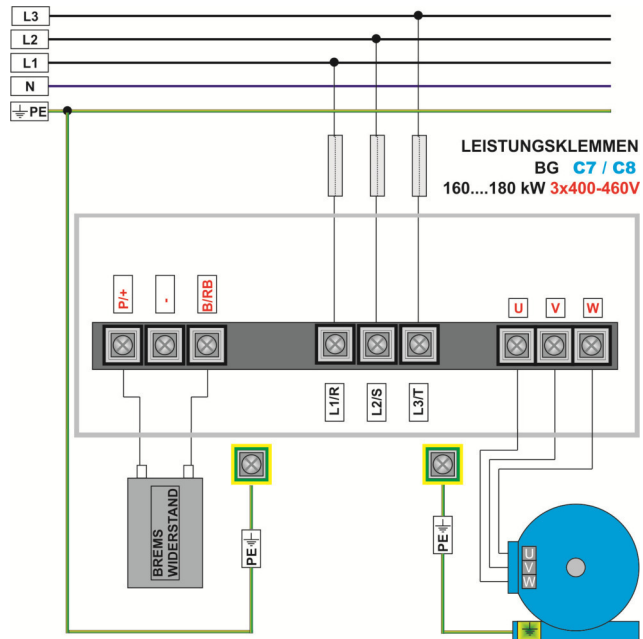 L3
L2
L1
N
PE
LEISTUNGSKLEMMEN
BG C7 / C8
160....180 kW 3x400-460V
P/+
-
B/RB
U
V
W
L1/R
L2/S
L3/T
BREMS
WIDERSTAND
PE
PE
U
V
W